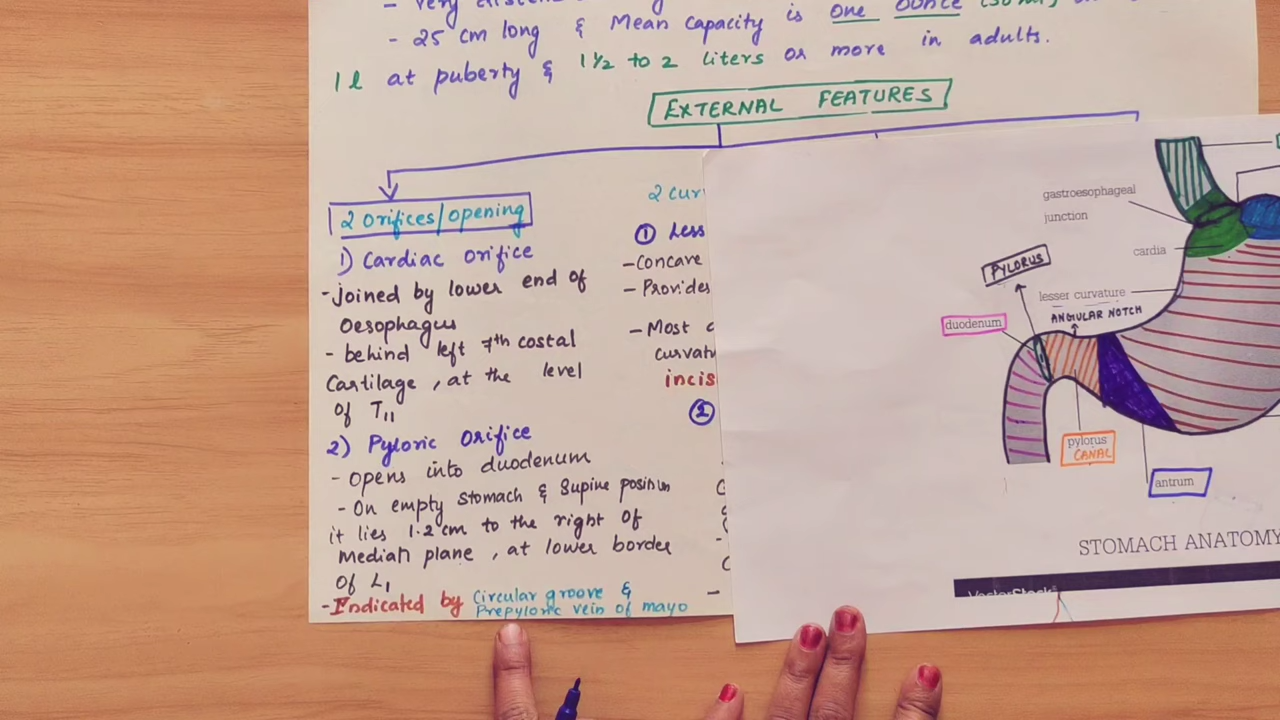 - very
- 25 cm long & Mean capacity is one ounce
1 l at puberty & 1½ to 2 liters or more in adults.
EXTERNAL FEATURES
2 orifices/opening
1) Cardiac orifice
- joined by lower end of
Oesophagus
- behind left 7th costal
Cartilage, at the level
of T11
2) Pyloric orifice
- opens into duodenum
- On empty stomach & Supine position
it lies 1.2 cm to the right of
Median plane, at lower border
of L1
- Indicated by Circular groove &
Prepyloric vein of mayo
2 cur
① Less
- Concave
- Provides
- Most
curvat
incis
②
gastroesophageal
junction
cardia
PYLORUS
lesser curvature
ANGULAR NOTCH
duodenum
pylorus
CANAL
antrum
STOMACH ANATOMY
VectorStock